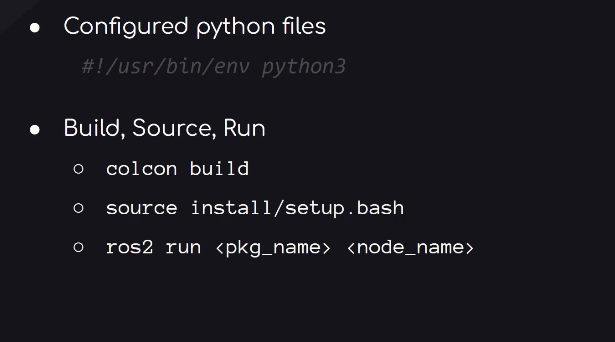 ● Configured python files
#!/usr/bin/env python3
● Build, Source, Run
○ colcon build
○ source install/setup.bash
○ ros2 run <pkg_name> <node_name>